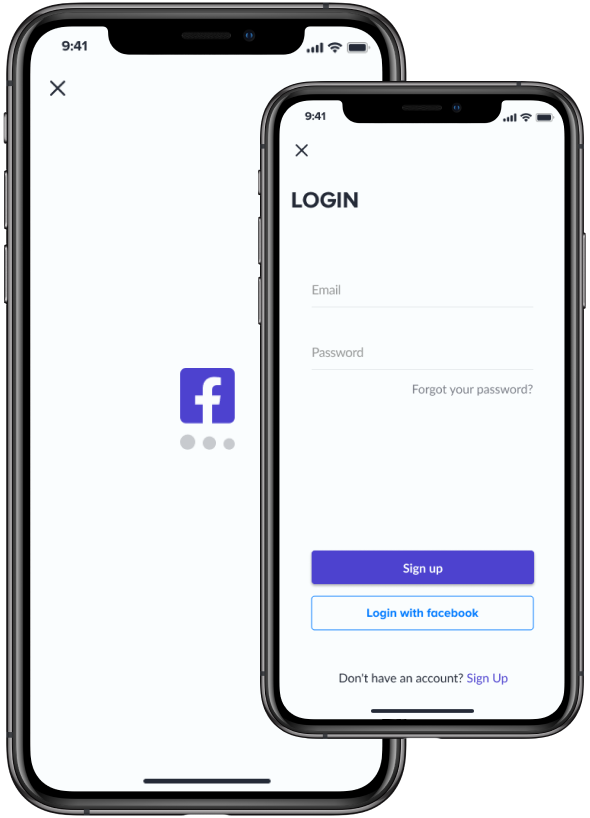 9:41
9:41
LOGIN
Email
Password
Forgot your password?
Sign up
Login with facebook
Don't have an account? Sign Up